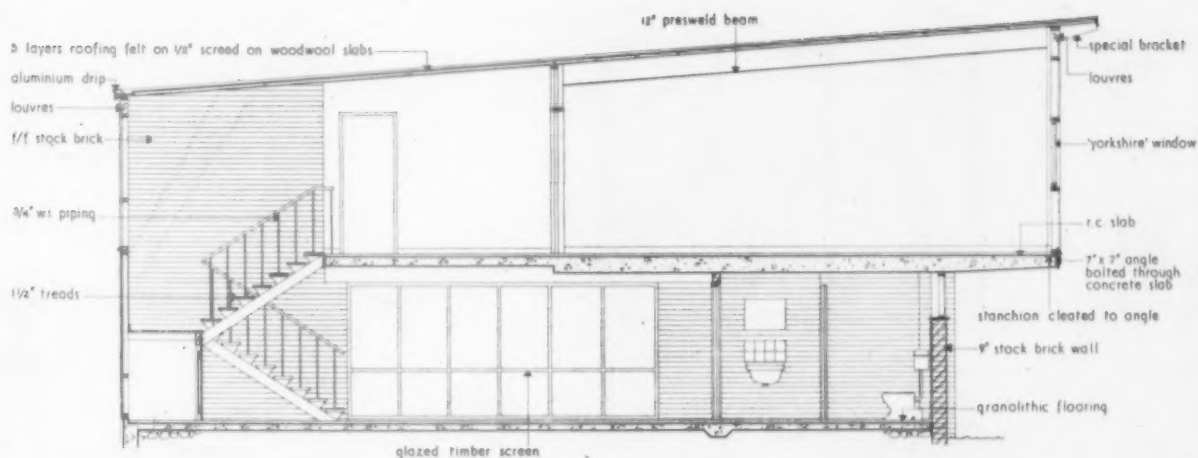 12" presweld beam
3 layers roofing felt on 1/2" screed on woodwool slabs
special bracket
aluminium drip
louvres
louvres
f/f stock brick
'yorkshire' window
3/4" w.i. piping
r.c. slab
7" x 7" angle
bolted through
concrete slab
1 1/2" treads
stanchion cleated to angle
9" stock brick wall
granolithic flooring
glazed timber screen